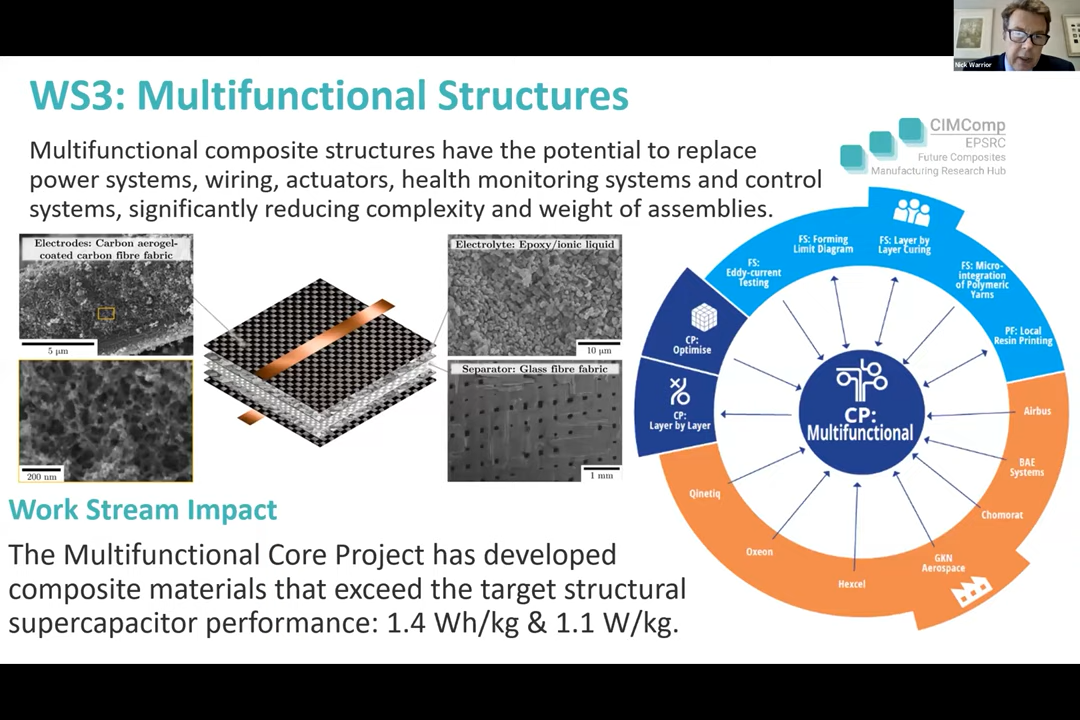 Nick Warrior
WS3: Multifunctional Structures
CIMComp
EPSRC
Future Composites
Manufacturing Research Hub
Multifunctional composite structures have the potential to replace
power systems, wiring, actuators, health monitoring systems and control
systems, significantly reducing complexity and weight of assemblies.
Electrodes: Carbon aerogel-
coated carbon fibre fabric
5 μm
200 nm
Electrolyte: Epoxy/ionic liquid
10 μm
Separator: Glass fibre fabric
1 mm
Work Stream Impact
The Multifunctional Core Project has developed
composite materials that exceed the target structural
supercapacitor performance: 1.4 Wh/kg & 1.1 W/kg.
FS:
Eddy-current
Testing
FS: Forming
Limit Diagram
FS: Layer by
Layer Curing
FS: Micro-
integration
of Polymeric
Yarns
PF: Local
Resin Printing
CP:
Optimise
CP:
Layer by Layer
CP:
Multifunctional
Airbus
BAE
Systems
Chomorat
GKN
Aerospace
Hexcel
Oxeon
Qinetiq